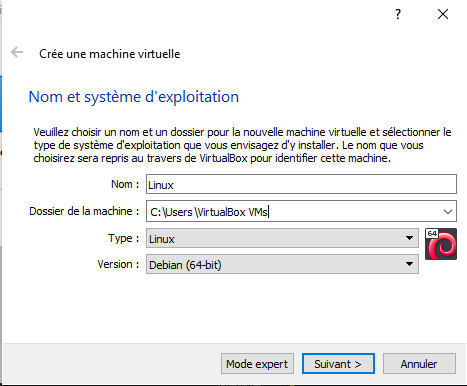 ?
Crée une machine virtuelle
Nom et système d'exploitation
Veuillez choisir un nom et un dossier pour la nouvelle machine virtuelle et sélectionner le
type de système d'exploitation que vous envisagez d'y installer. Le nom que vous
choisirez sera repris au travers de VirtualBox pour identifier cette machine.
Nom : Linux
Dossier de la machine : C:\Users\VirtualBox VMs
Type : Linux
64
Version : Debian (64-bit)
Mode expert Suivant > Annuler